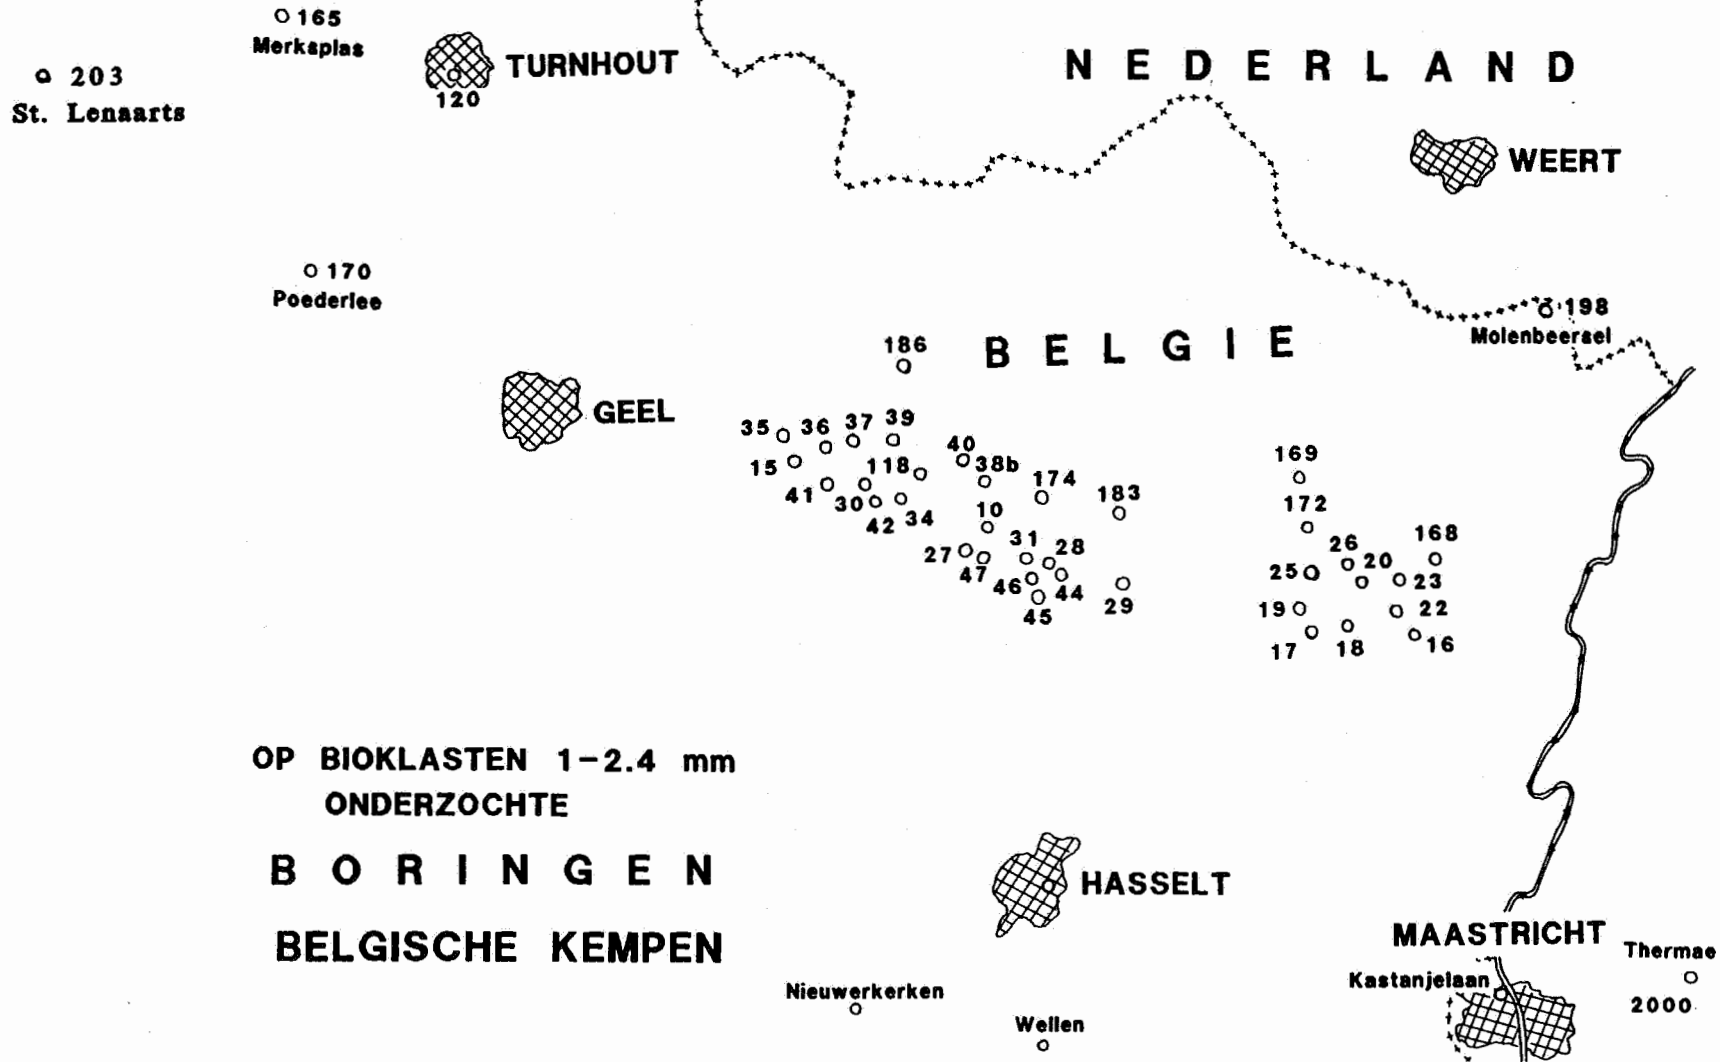 165
Merksplas
203
St. Lenaarts
TURNHOUT
120
NEDERLAND
WEERT
170
Poederlee
198
Molenbeersel
186
BELGIE
GEEL
35
36
37
39
40
15
118
38b
174
169
41
30
42
34
183
10
172
27
47
31
28
26
168
46
44
45
29
25
20
23
19
22
17
18
16
OP BIOKLASTEN 1-2.4 mm
ONDERZOCHTE
BORINGEN
BELGISCHE KEMPEN
HASSELT
MAASTRICHT
Thermae
2000
Kastanjelaan
Nieuwerkerken
Wellen